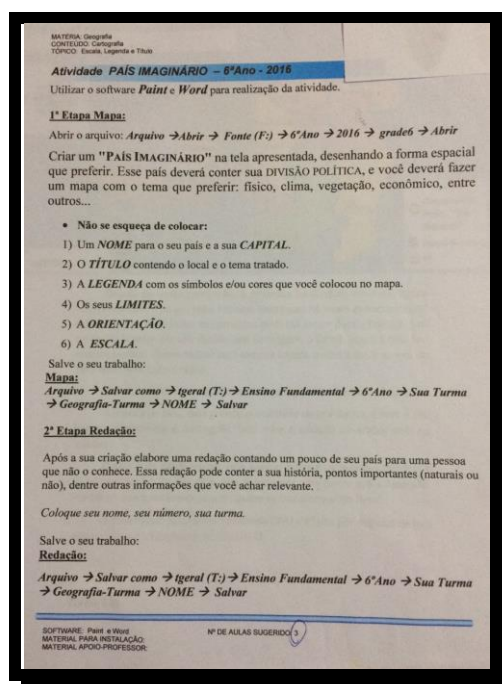 MATÉRIA: Geografia
CONTEÚDO: Cartografia
TÓPICO: Escala, Legenda e Título
Atividade PAÍS IMAGINÁRIO – 6ºAno - 2016
Utilizar o software Paint e Word para realização da atividade.
1ª Etapa Mapa:
Abrir o arquivo: Arquivo →Abrir → Fonte (F:) → 6ºAno → 2016 → grade6 → Abrir
Criar um "PAÍS IMAGINÁRIO" na tela apresentada, desenhando a forma espacial
que preferir. Esse país deverá conter sua DIVISÃO POLÍTICA, e você deverá fazer
um mapa com o tema que preferir: físico, clima, vegetação, econômico, entre
outros...
• Não se esqueça de colocar:
1) Um NOME para o seu país e a sua CAPITAL.
2) O TÍTULO contendo o local e o tema tratado.
3) A LEGENDA com os símbolos e/ou cores que você colocou no mapa.
4) Os seus LIMITES.
5) A ORIENTAÇÃO.
6) A ESCALA.
Salve o seu trabalho:
Mapa:
Arquivo → Salvar como → tgeral (T:) → Ensino Fundamental → 6ºAno → Sua Turma
→ Geografia-Turma → NOME → Salvar
2ª Etapa Redação:
Após a sua criação elabore uma redação contando um pouco de seu país para uma pessoa
que não o conhece. Essa redação pode conter a sua história, pontos importantes (naturais ou
não), dentre outras informações que você achar relevante.
Coloque seu nome, seu número, sua turma.
Salve o seu trabalho:
Redação:
Arquivo → Salvar como → tgeral (T:) → Ensino Fundamental → 6ºAno → Sua Turma
→ Geografia-Turma → NOME → Salvar
SOFTWARE: Paint e Word Nº DE AULAS SUGERIDO: 3
MATERIAL PARA INSTALAÇÃO:
MATERIAL APOIO-PROFESSOR: